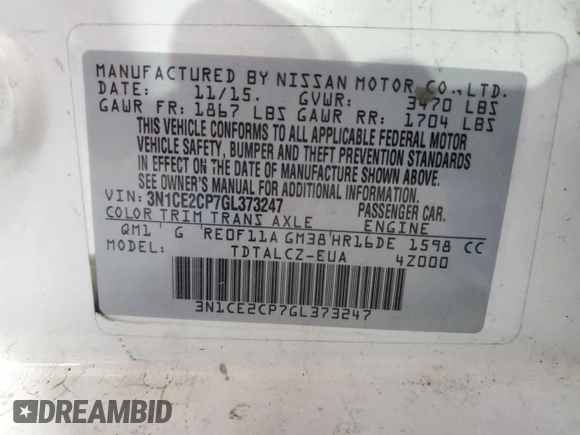 MANUFACTURED BY NISSAN MOTOR CO.,LTD.
DATE: 11/15. GVWR: 3470 LBS
GAWR FR: 1867 LBS GAWR RR: 1704 LBS
THIS VEHICLE CONFORMS TO ALL APPLICABLE FEDERAL MOTOR
VEHICLE SAFETY, BUMPER AND THEFT PREVENTION STANDARDS
IN EFFECT ON THE DATE OF MANUFACTURE SHOWN ABOVE.
SEE OWNER'S MANUAL FOR ADDITIONAL INFORMATION.
VIN: 3N1CE2CP7GL373247 PASSENGER CAR.
COLOR TRIM TRANS AXLE ENGINE
QM1 G RE0F11A GM38 HR16DE 1598 CC
MODEL: TDTALCZ-EUA 4Z000
3N1CE2CP7GL373247
DREAMBID